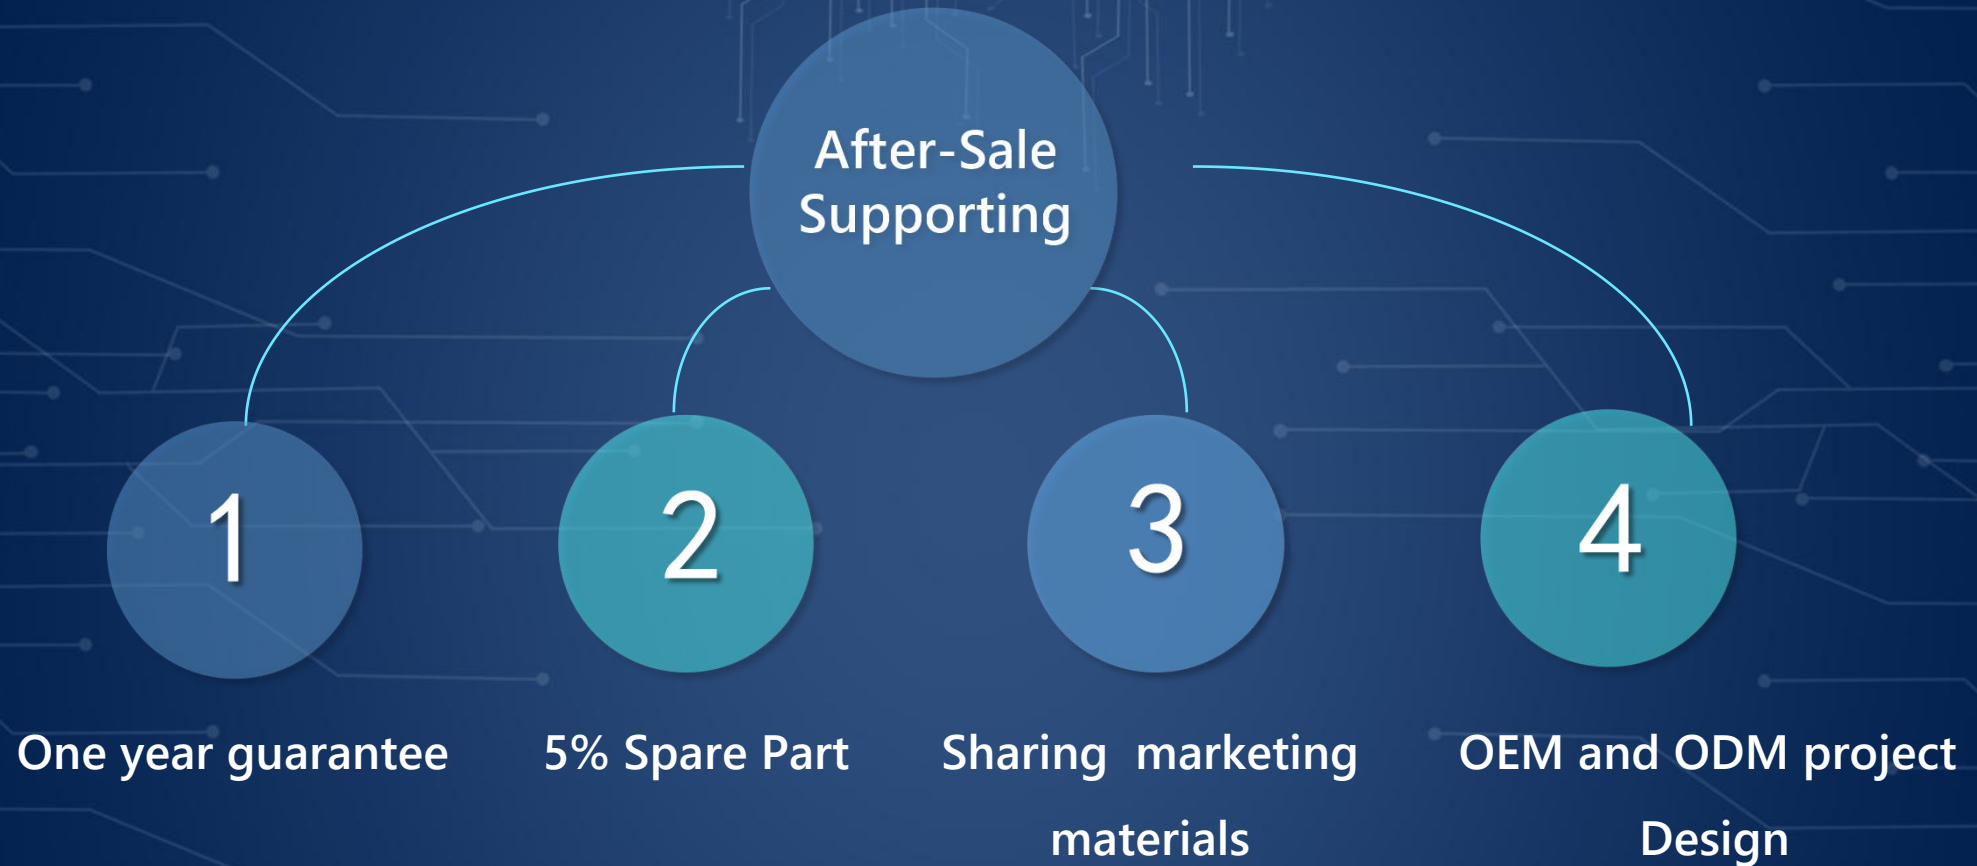 After-Sale
Supporting
1
2
3
4
One year guarantee
5% Spare Part
Sharing marketing
materials
OEM and ODM project
Design